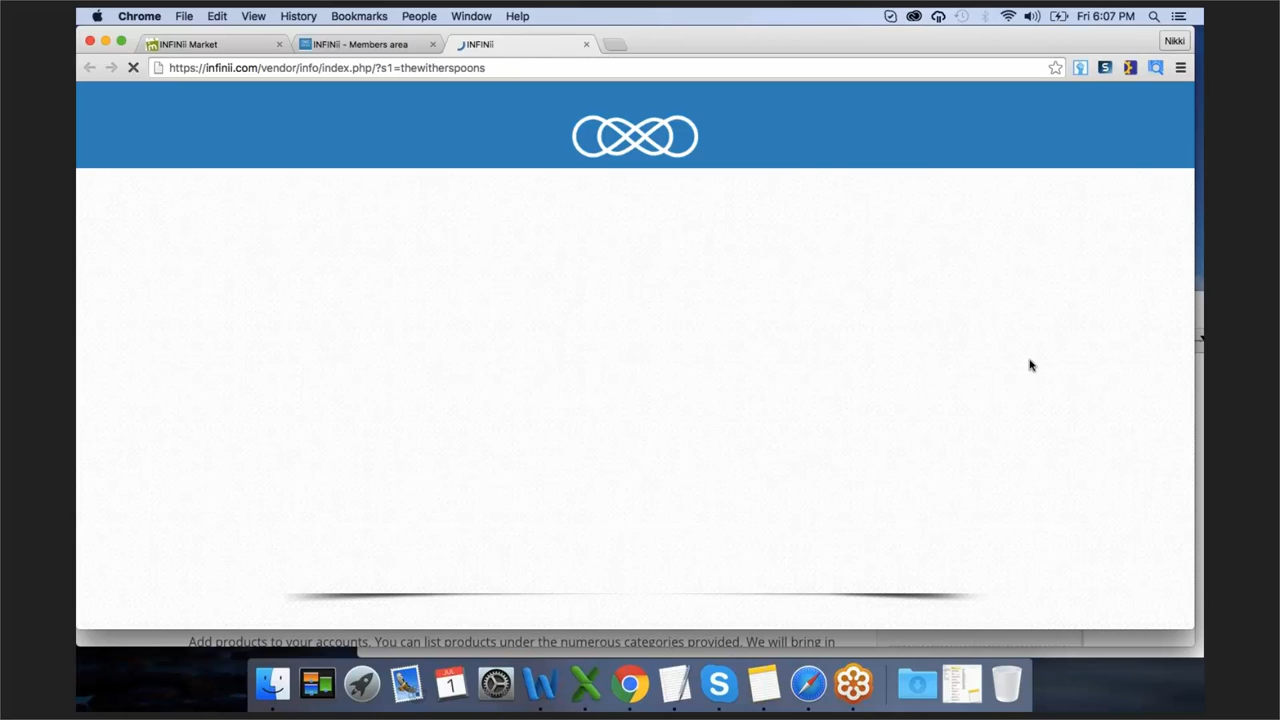 Chrome File Edit View History Bookmarks People Window Help Fri 6:07 PM
INFINii Market INFINii - Members area INFINii Nikki
https://infinii.com/vendor/info/index.php/?s1=thewitherspoons
Add products to your accounts. You can list products under the numerous categories provided. We will bring in
JUL
1